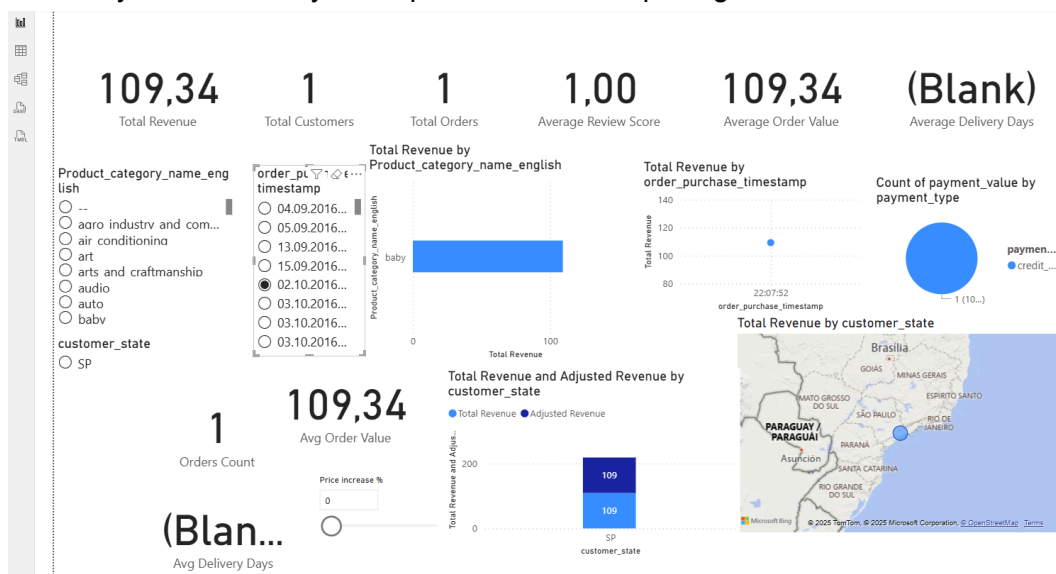 109,34
Total Revenue
1
Total Customers
1
Total Orders
1,00
Average Review Score
109,34
Average Order Value
(Blank)
Average Delivery Days
Product_category_name_eng
lish
--
agro industry and com...
air conditioning
art
arts and craftmanship
audio
auto
baby
customer_state
SP
timestamp
04.09.2016...
05.09.2016...
13.09.2016...
15.09.2016...
02.10.2016...
03.10.2016...
03.10.2016...
03.10.2016...
Total Revenue by
Product_category_name_english
Product_category_name_english
baby
0
100
Total Revenue
Total Revenue by
order_purchase_timestamp
Total Revenue
140
120
100
80
22:07:52
order_purchase_timestamp
Count of payment_value by
payment_type
paymen...
credit_...
1 (10...)
1
Orders Count
109,34
Avg Order Value
(Blan...
Avg Delivery Days
Price increase %
0
Total Revenue and Adjusted Revenue by
customer_state
Total Revenue
Adjusted Revenue
Total Revenue and Adjus...
200
0
109
109
SP
customer_state
Total Revenue by customer_state
Brasília
GOIÁS
MINAS GERAIS
MATO GROSSO
DO SUL
ESPÍRITO SANTO
SÃO PAULO
RIO DE
JANEIRO
PARAGUAY /
PARAGUÁI
PARANÁ
Asunción
SANTA CATARINA
RIO GRANDE
DO SUL
Microsoft Bing
© 2025 TomTom, © 2025 Microsoft Corporation, © OpenStreetMap Terms